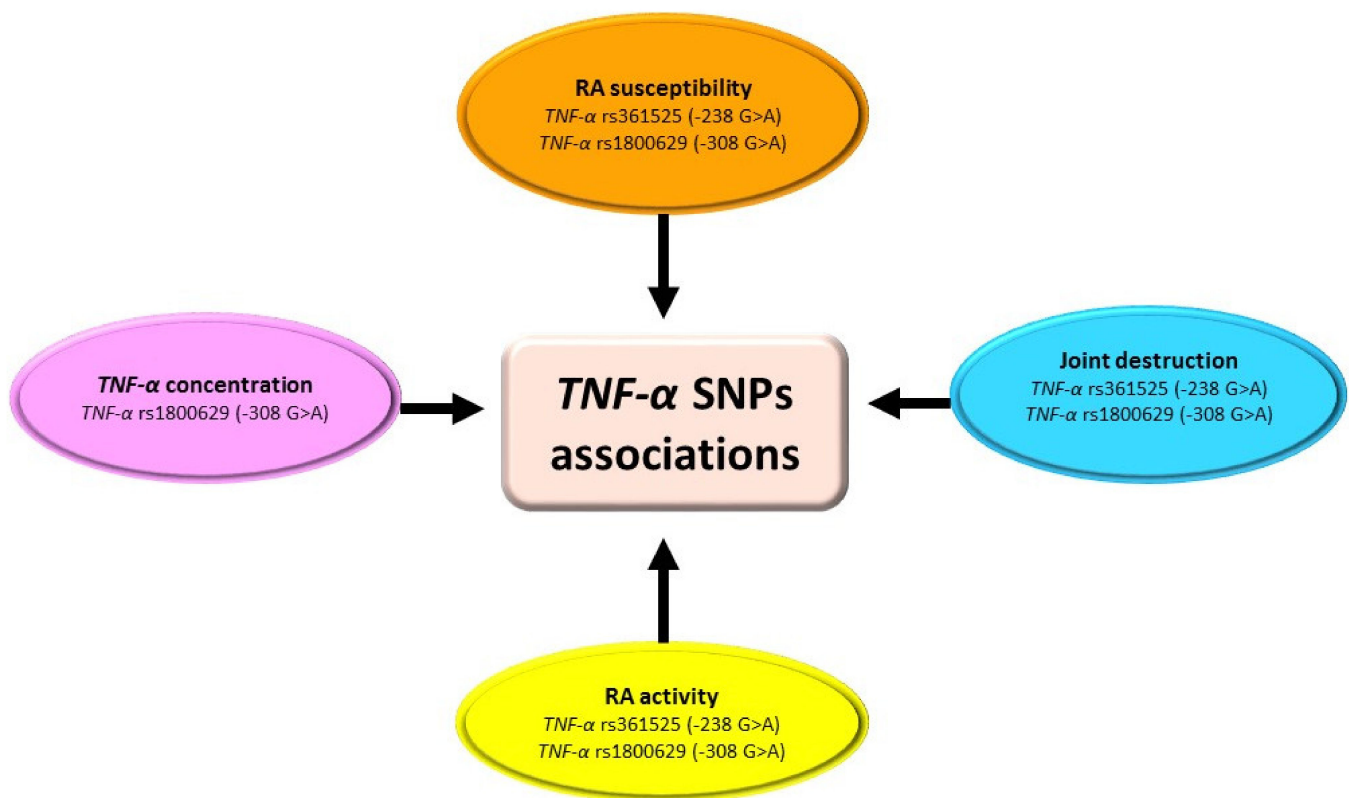 RA susceptibility
TNF-α rs361525 (-238 G>A)
TNF-α rs1800629 (-308 G>A)
TNF-α concentration
TNF-α rs1800629 (-308 G>A)
TNF-α SNPs
associations
Joint destruction
TNF-α rs361525 (-238 G>A)
TNF-α rs1800629 (-308 G>A)
RA activity
TNF-α rs361525 (-238 G>A)
TNF-α rs1800629 (-308 G>A)